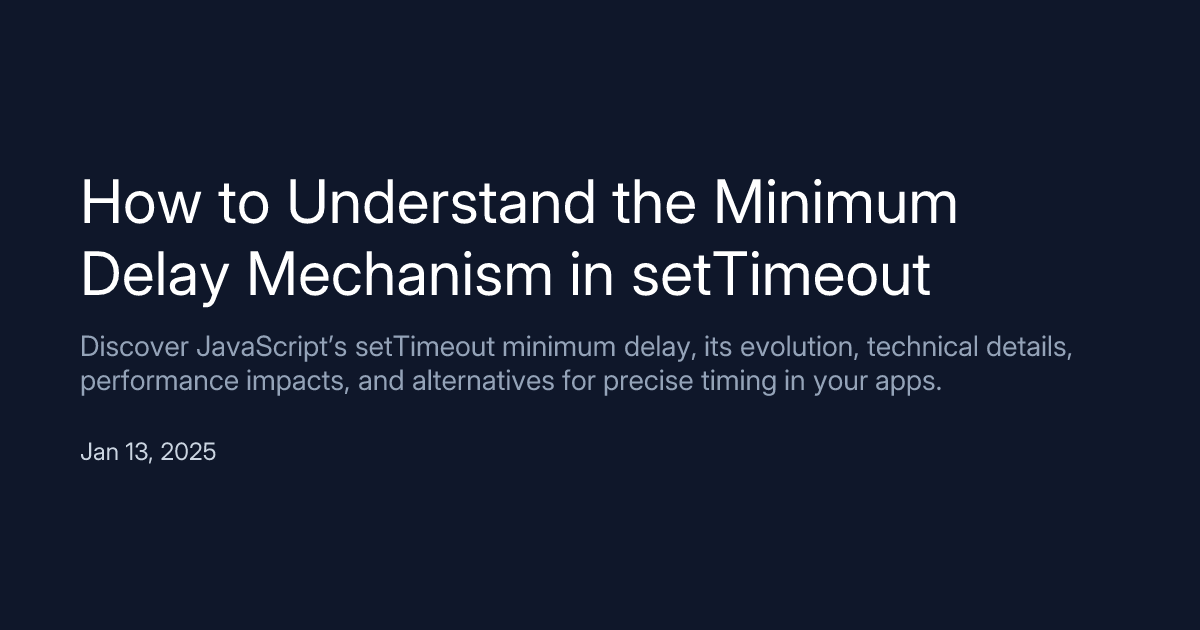 How to Understand the Minimum
Delay Mechanism in setTimeout
Discover JavaScript’s setTimeout minimum delay, its evolution, technical details,
performance impacts, and alternatives for precise timing in your apps.
Jan 13, 2025